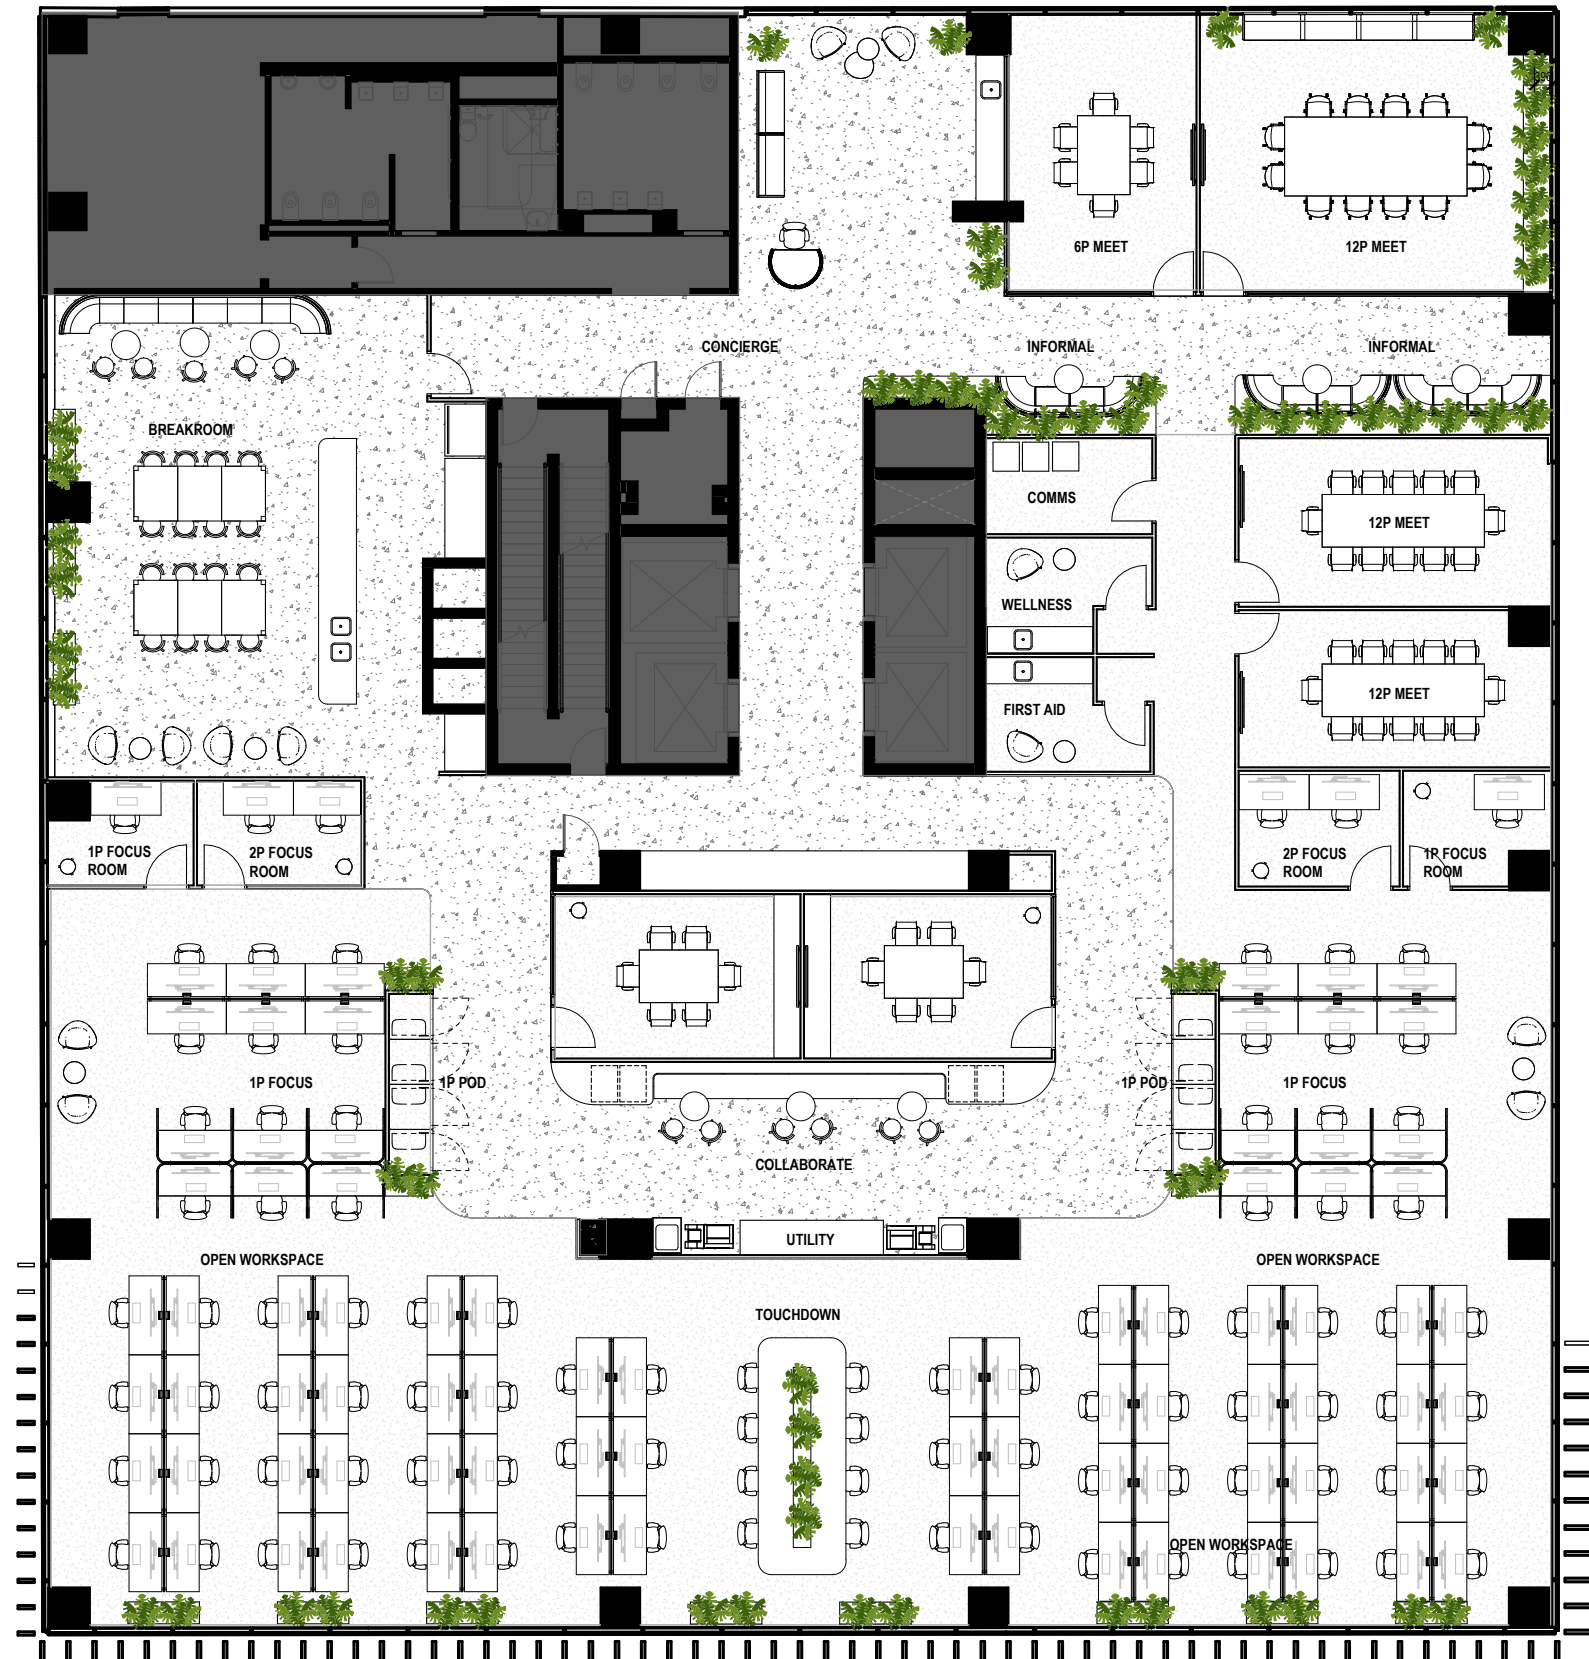 396
6P MEET
12P MEET
CONCIERGE
INFORMAL
INFORMAL
BREAKROOM
COMMS
12P MEET
WELLNESS
12P MEET
FIRST AID
1P FOCUS
ROOM
2P FOCUS
ROOM
2P FOCUS
ROOM
1P FOCUS
ROOM
1P FOCUS
1P POD
1P POD
1P FOCUS
COLLABORATE
UTILITY
OPEN WORKSPACE
OPEN WORKSPACE
TOUCHDOWN
OPEN WORKSPACE